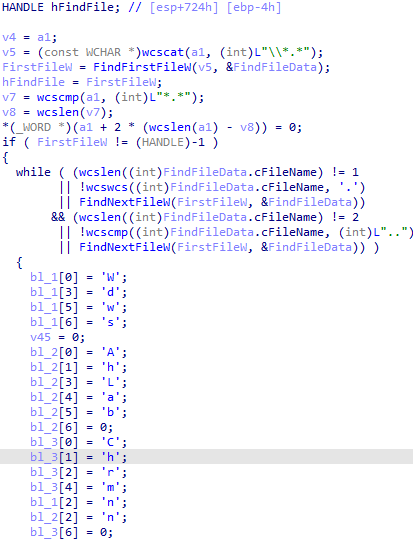 HANDLE hFindFile; // [esp+724h] [ebp-4h]
v4 = a1;
v5 = (const WCHAR *)wcscat(a1, (int)L"\\*.*");
FirstFileW = FindFirstFileW(v5, &FindFileData);
hFindFile = FirstFileW;
v7 = wcscmp(a1, (int)L"*.*");
v8 = wcslen(v7);
*(_WORD *)(a1 + 2 * (wcslen(a1) - v8)) = 0;
if ( FirstFileW != (HANDLE)-1 )
{
while ( (wcslen((int)FindFileData.cFileName) != 1
|| !wcswcs((int)FindFileData.cFileName, '.')
|| FindNextFileW(FirstFileW, &FindFileData))
&& (wcslen((int)FindFileData.cFileName) != 2
|| !wcscmp((int)FindFileData.cFileName, (int)L"..")
|| FindNextFileW(FirstFileW, &FindFileData)) )
{
bl_1[0] = 'W';
bl_1[3] = 'd';
bl_1[5] = 'w';
bl_1[6] = 's';
v45 = 0;
bl_2[0] = 'A';
bl_2[1] = 'h';
bl_2[3] = 'L';
bl_2[4] = 'a';
bl_2[5] = 'b';
bl_2[6] = 0;
bl_3[0] = 'C';
bl_3[1] = 'h';
bl_3[2] = 'r';
bl_3[4] = 'm';
bl_1[2] = 'n';
bl_2[2] = 'n';
bl_3[6] = 0;